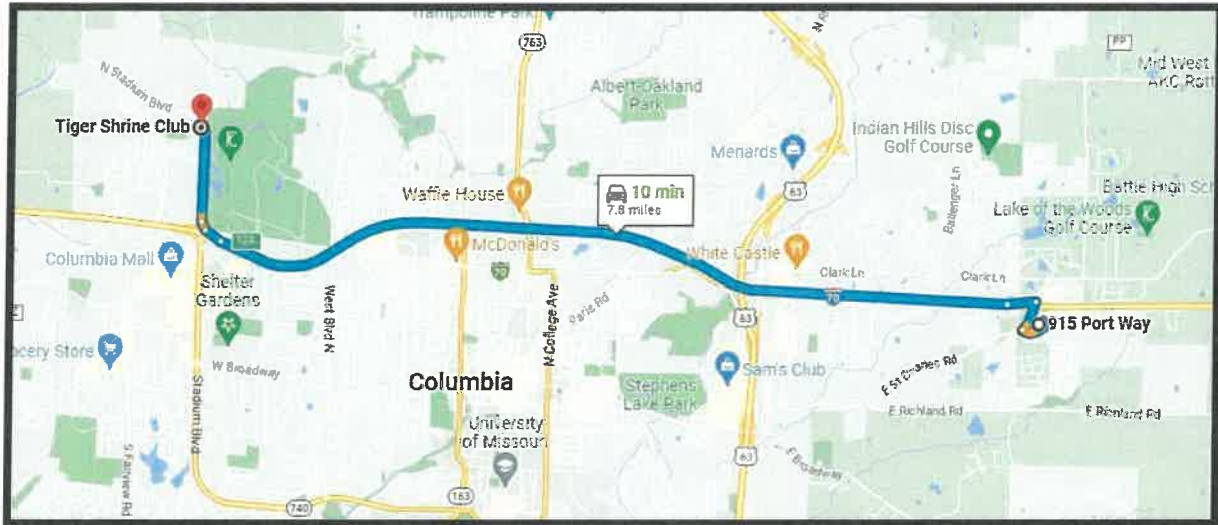 Trampoline Park
763
PP
N Stadium Blvd
Mid West
Tiger Shrine Club
Albert-Oakland
Park
Indian Hills Disc
Golf Course
Menards
Ballenger Ln
Waffle House
63
10 min
7.8 miles
Battle High Sch
Lake of the Woods
Golf Course
Columbia Mall
McDonald's
70
White Castle
Clark Ln
Clark Ln
70
Shelter
Gardens
West Blvd N
N College Ave
Paris Rd
63
915 Port Way
ocery Store
W Broadway
Stadium Blvd
Columbia
Sam's Club
E St Charles Rd
Stephens
Lake Park
E Richland Rd
E Richland Rd
University
of Missouri
S Fairview Rd
63
E Broadway
163
740